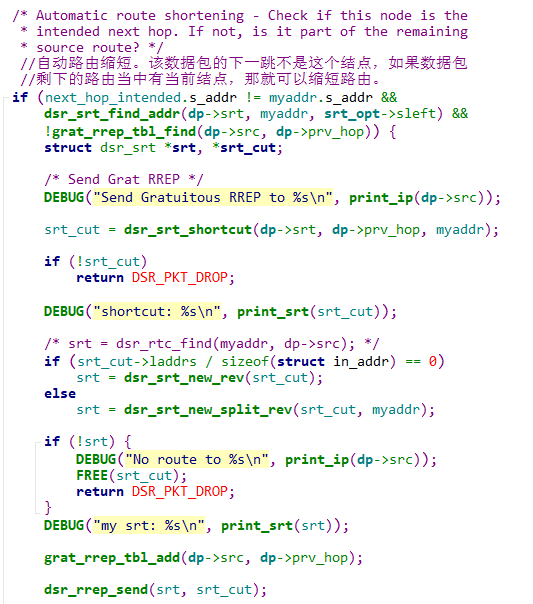 /* Automatic route shortening - Check if this node is the
 * intended next hop. If not, is it part of the remaining
 * source route? */
//自动路由缩短。该数据包的下一跳不是这个结点，如果数据包
//剩下的路由当中有当前结点，那就可以缩短路由。
if (next_hop_intended.s_addr != myaddr.s_addr &&
    dsr_srt_find_addr(dp->srt, myaddr, srt_opt->sleft) &&
    !grat_rrep_tbl_find(dp->src, dp->prv_hop)) {
    struct dsr_srt *srt, *srt_cut;

    /* Send Grat RREP */
    DEBUG("Send Gratuitous RREP to %s\n", print_ip(dp->src));

    srt_cut = dsr_srt_shortcut(dp->srt, dp->prv_hop, myaddr);

    if (!srt_cut)
        return DSR_PKT_DROP;

    DEBUG("shortcut: %s\n", print_srt(srt_cut));

    /* srt = dsr_rtc_find(myaddr, dp->src); */
    if (srt_cut->laddrs / sizeof(struct in_addr) == 0)
        srt = dsr_srt_new_rev(srt_cut);
    else
        srt = dsr_srt_new_split_rev(srt_cut, myaddr);

    if (!srt) {
        DEBUG("No route to %s\n", print_ip(dp->src));
        FREE(srt_cut);
        return DSR_PKT_DROP;
    }
    DEBUG("my srt: %s\n", print_srt(srt));

    grat_rrep_tbl_add(dp->src, dp->prv_hop);

    dsr_rrep_send(srt, srt_cut);